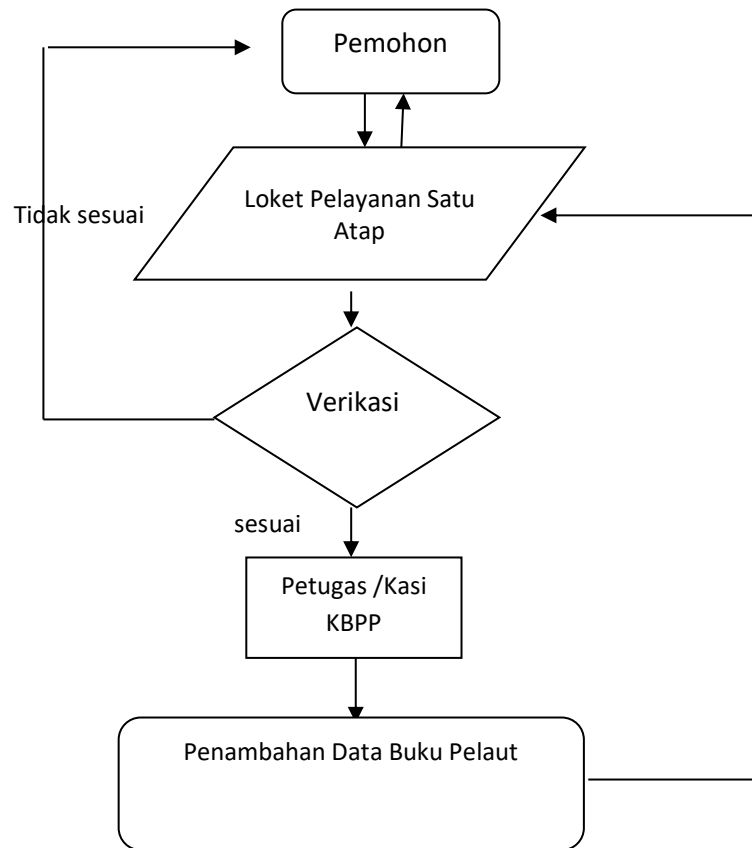 Pemohon
Loket Pelayanan Satu
Atap
Tidak sesuai
Verikasi
sesuai
Petugas /Kasi
KBPP
Penambahan Data Buku Pelaut